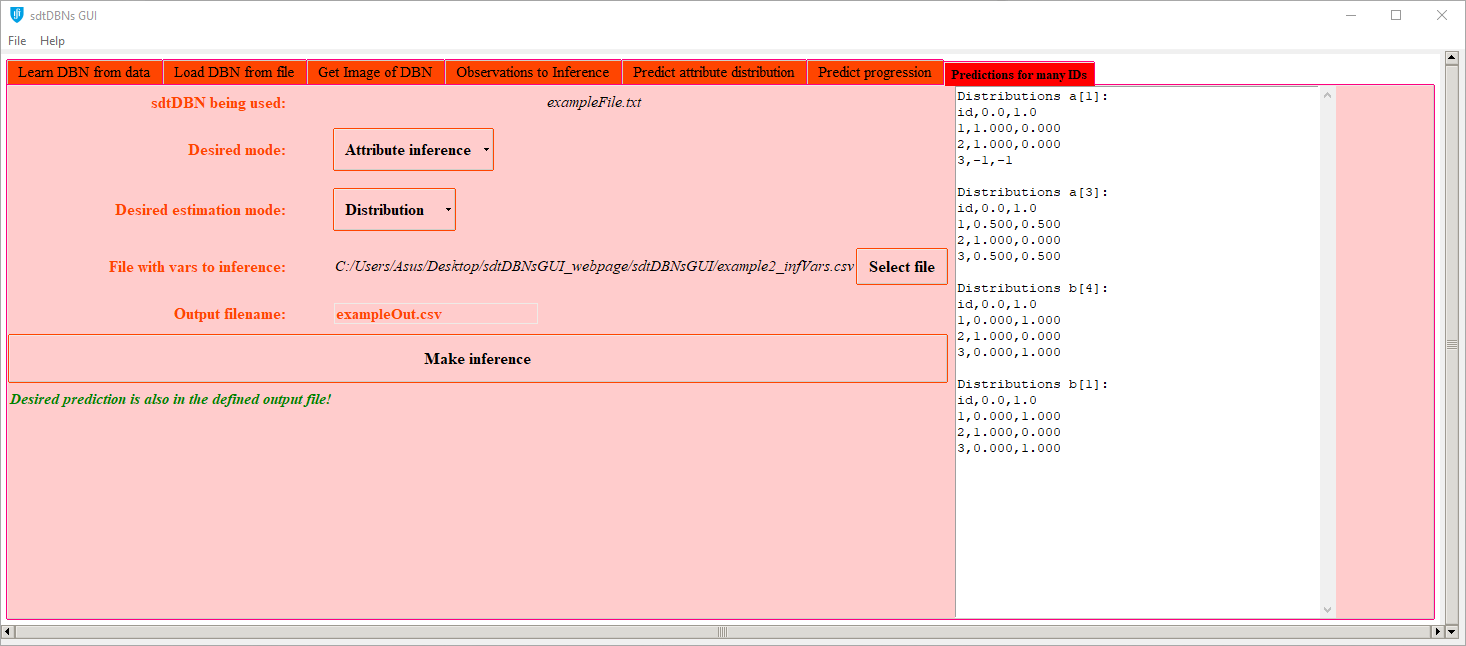 sdtDBNs GUI
File Help
Learn DBN from data Load DBN from file Get Image of DBN Observations to Inference Predict attribute distribution Predict progression Predictions for many IDs
sdtDBN being used: exampleFile.txt
Desired mode: Attribute inference
Desired estimation mode: Distribution
File with vars to inference: C:/Users/Asus/Desktop/sdtDBNsGUI_webpage/sdtDBNsGUI/example2_infVars.csv Select file
Output filename: exampleOut.csv
Make inference
Desired prediction is also in the defined output file!
Distributions a[1]:
id,0.0,1.0
1,1.000,0.000
2,1.000,0.000
3,-1,-1
Distributions a[3]:
id,0.0,1.0
1,0.500,0.500
2,1.000,0.000
3,0.500,0.500
Distributions b[4]:
id,0.0,1.0
1,0.000,1.000
2,1.000,0.000
3,0.000,1.000
Distributions b[1]:
id,0.0,1.0
1,0.000,1.000
2,1.000,0.000
3,0.000,1.000